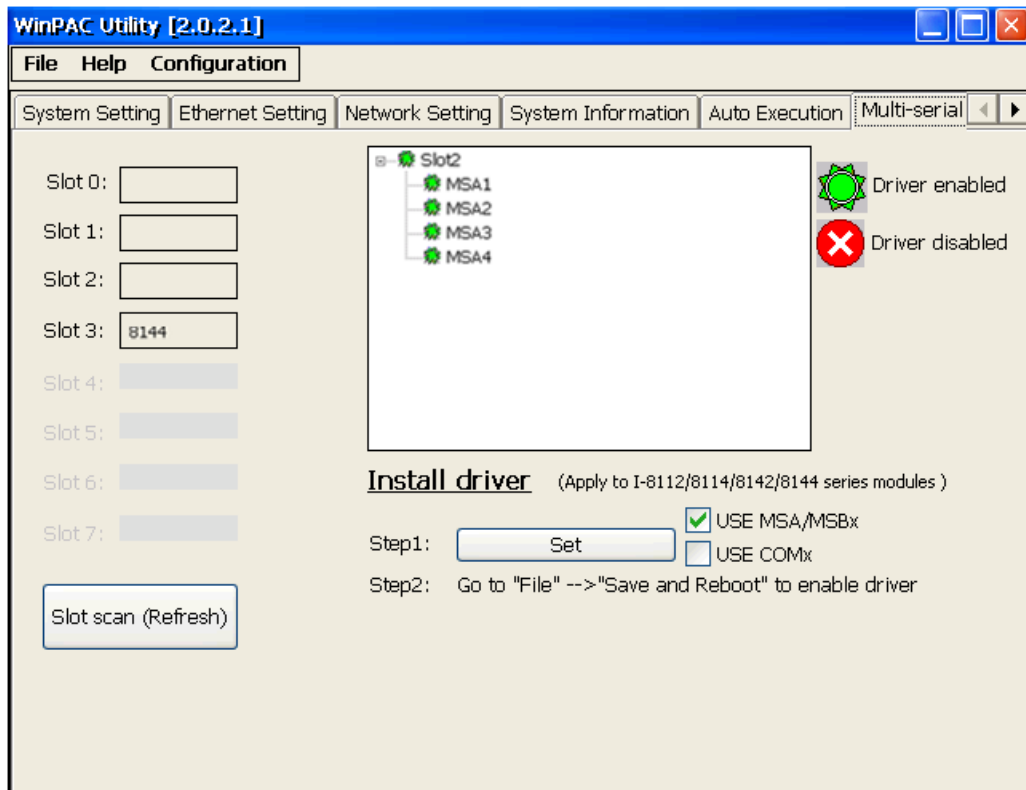 WinPAC Utility [2.0.2.1]
File Help Configuration
System Setting Ethernet Setting Network Setting System Information Auto Execution Multi-serial
Slot 0:
Slot 1:
Slot 2:
Slot 3: 8144
Slot 4:
Slot 5:
Slot 6:
Slot 7:
Slot scan (Refresh)
Slot2
MSA1
MSA2
MSA3
MSA4
Driver enabled
Driver disabled
Install driver (Apply to I-8112/8114/8142/8144 series modules )
Step1: Set
USE MSA/MSBx
USE COMx
Step2: Go to "File" -->"Save and Reboot" to enable driver